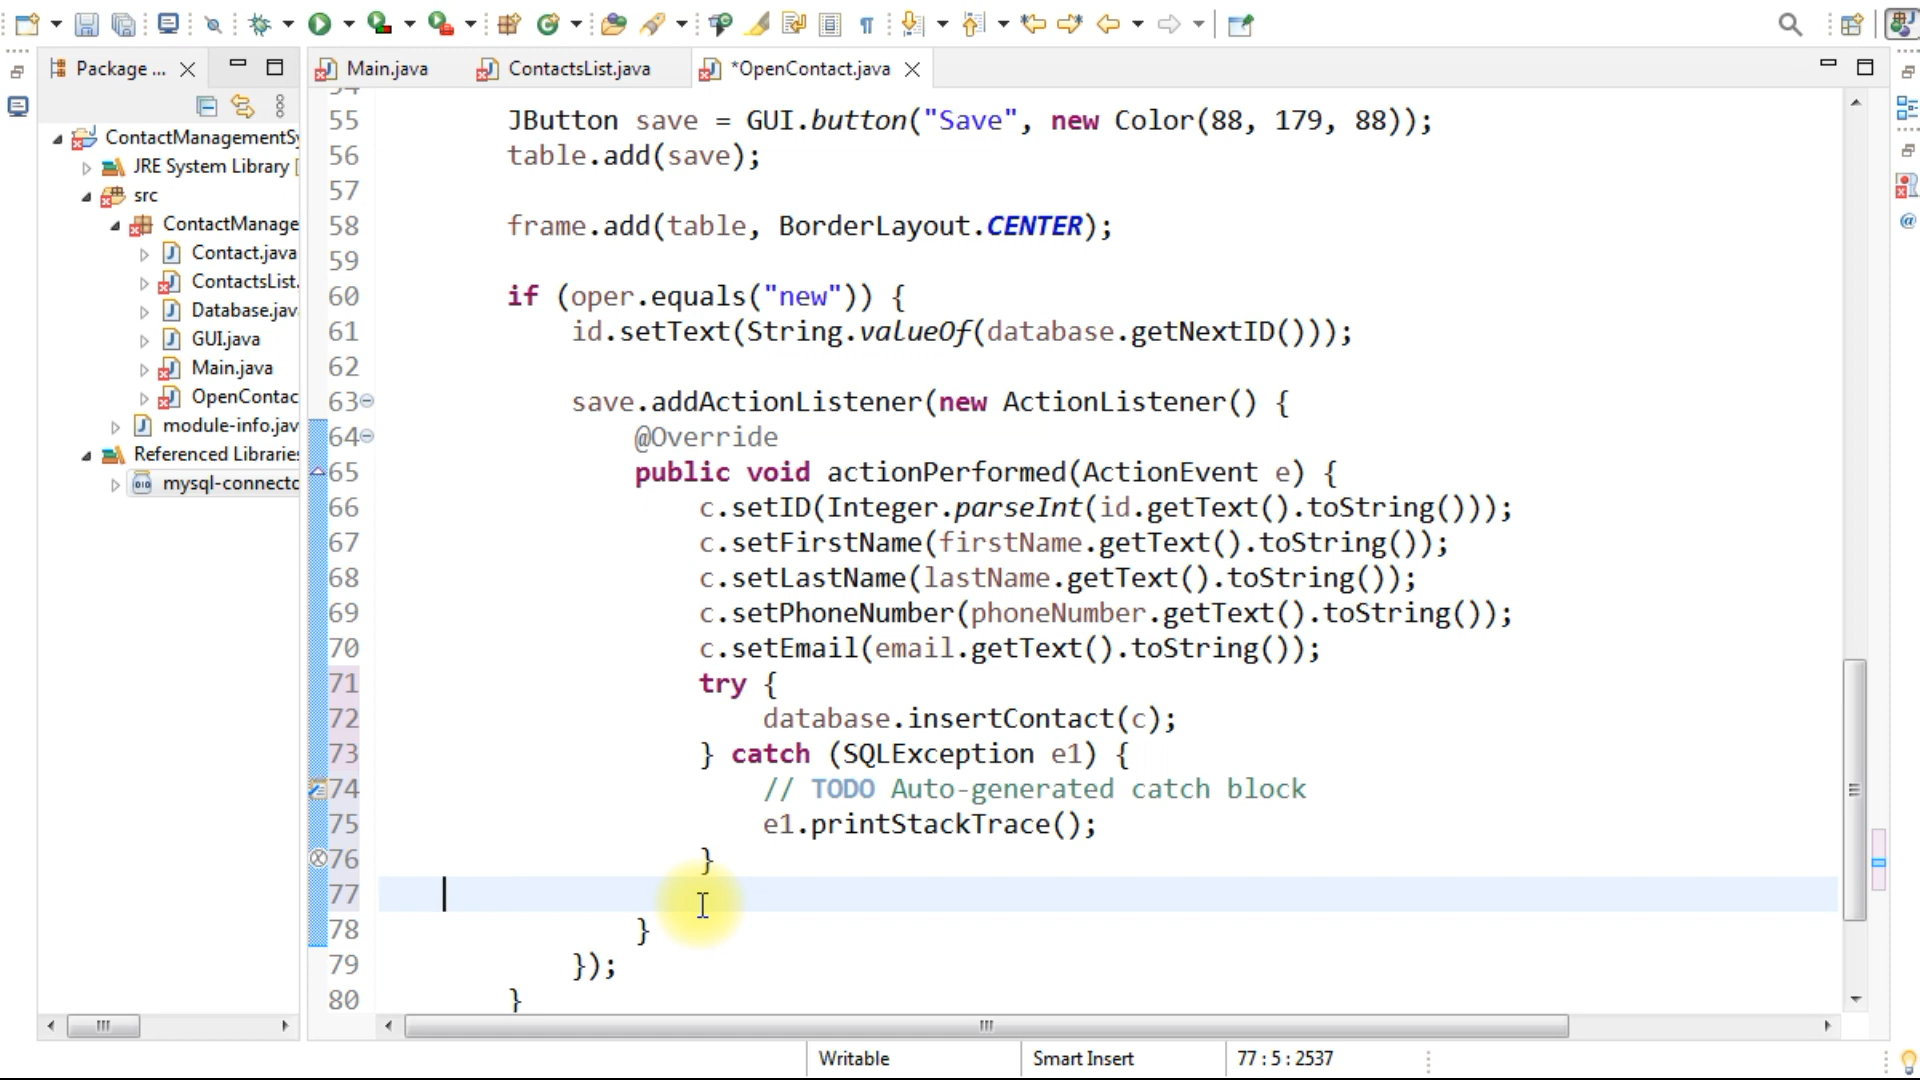 Package ...
Main.java
ContactsList.java
*OpenContact.java
ContactManagementSy
JRE System Library [
src
ContactManage
Contact.java
ContactsList.
Database.jav
GUI.java
Main.java
OpenContac
module-info.jav
Referenced Libraries
mysql-connecto
55 JButton save = GUI.button("Save", new Color(88, 179, 88));
56 table.add(save);
57
58 frame.add(table, BorderLayout.CENTER);
59
60 if (oper.equals("new")) {
61 id.setText(String.valueOf(database.getNextID()));
62
63 save.addActionListener(new ActionListener() {
64 @Override
65 public void actionPerformed(ActionEvent e) {
66 c.setID(Integer.parseInt(id.getText().toString()));
67 c.setFirstName(firstName.getText().toString());
68 c.setLastName(lastName.getText().toString());
69 c.setPhoneNumber(phoneNumber.getText().toString());
70 c.setEmail(email.getText().toString());
71 try {
72 database.insertContact(c);
73 } catch (SQLException e1) {
74 // TODO Auto-generated catch block
75 e1.printStackTrace();
76 }
77
78 }
79 });
80 }
Writable
Smart Insert
77 : 5 : 2537